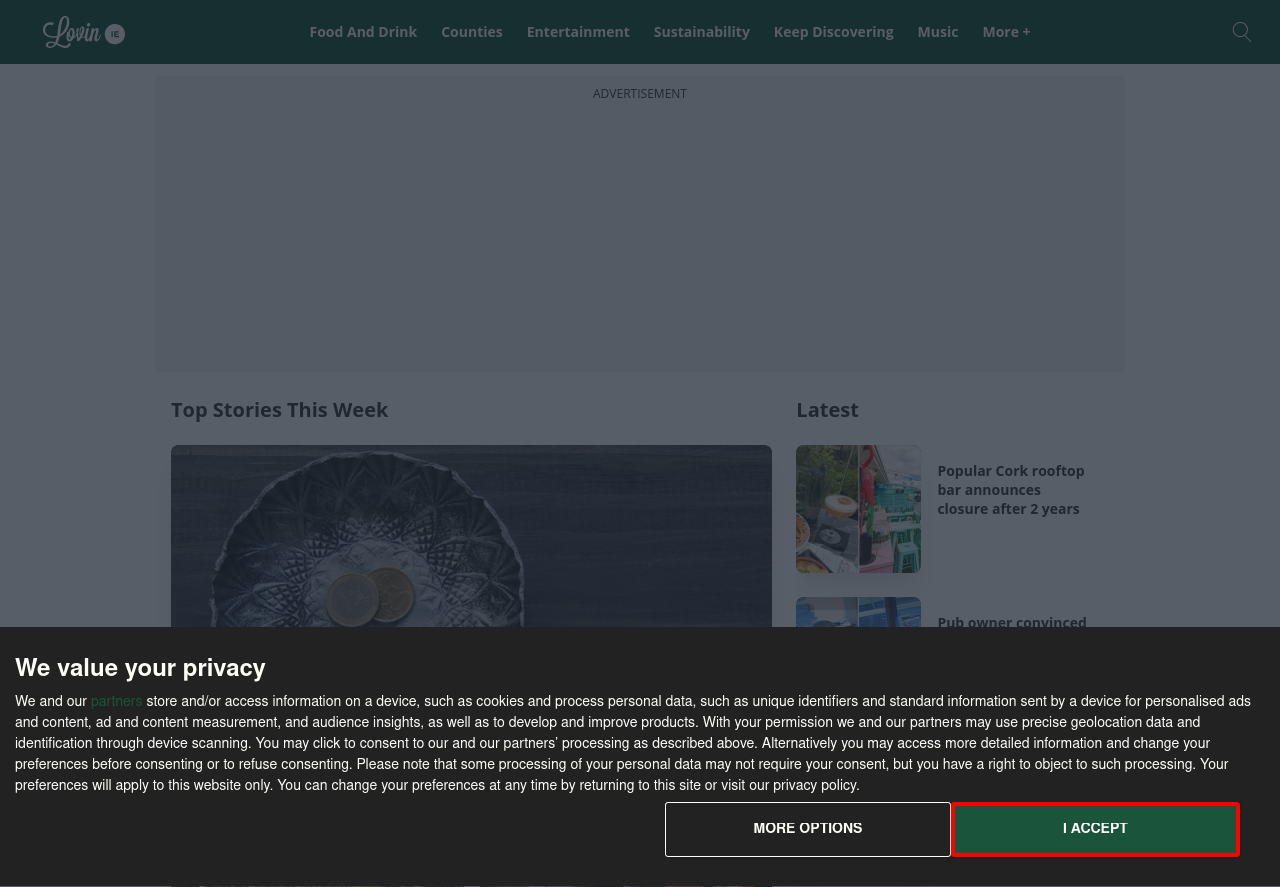 Lovin IE
Food And Drink Counties Entertainment Sustainability Keep Discovering Music More +
ADVERTISEMENT
Top Stories This Week
Latest
Popular Cork rooftop
bar announces
closure after 2 years
Pub owner convinced
We value your privacy
We and our partners store and/or access information on a device, such as cookies and process personal data, such as unique identifiers and standard information sent by a device for personalised ads
and content, ad and content measurement, and audience insights, as well as to develop and improve products. With your permission we and our partners may use precise geolocation data and
identification through device scanning. You may click to consent to our and our partners’ processing as described above. Alternatively you may access more detailed information and change your
preferences before consenting or to refuse consenting. Please note that some processing of your personal data may not require your consent, but you have a right to object to such processing. Your
preferences will apply to this website only. You can change your preferences at any time by returning to this site or visit our privacy policy.
MORE OPTIONS
I ACCEPT